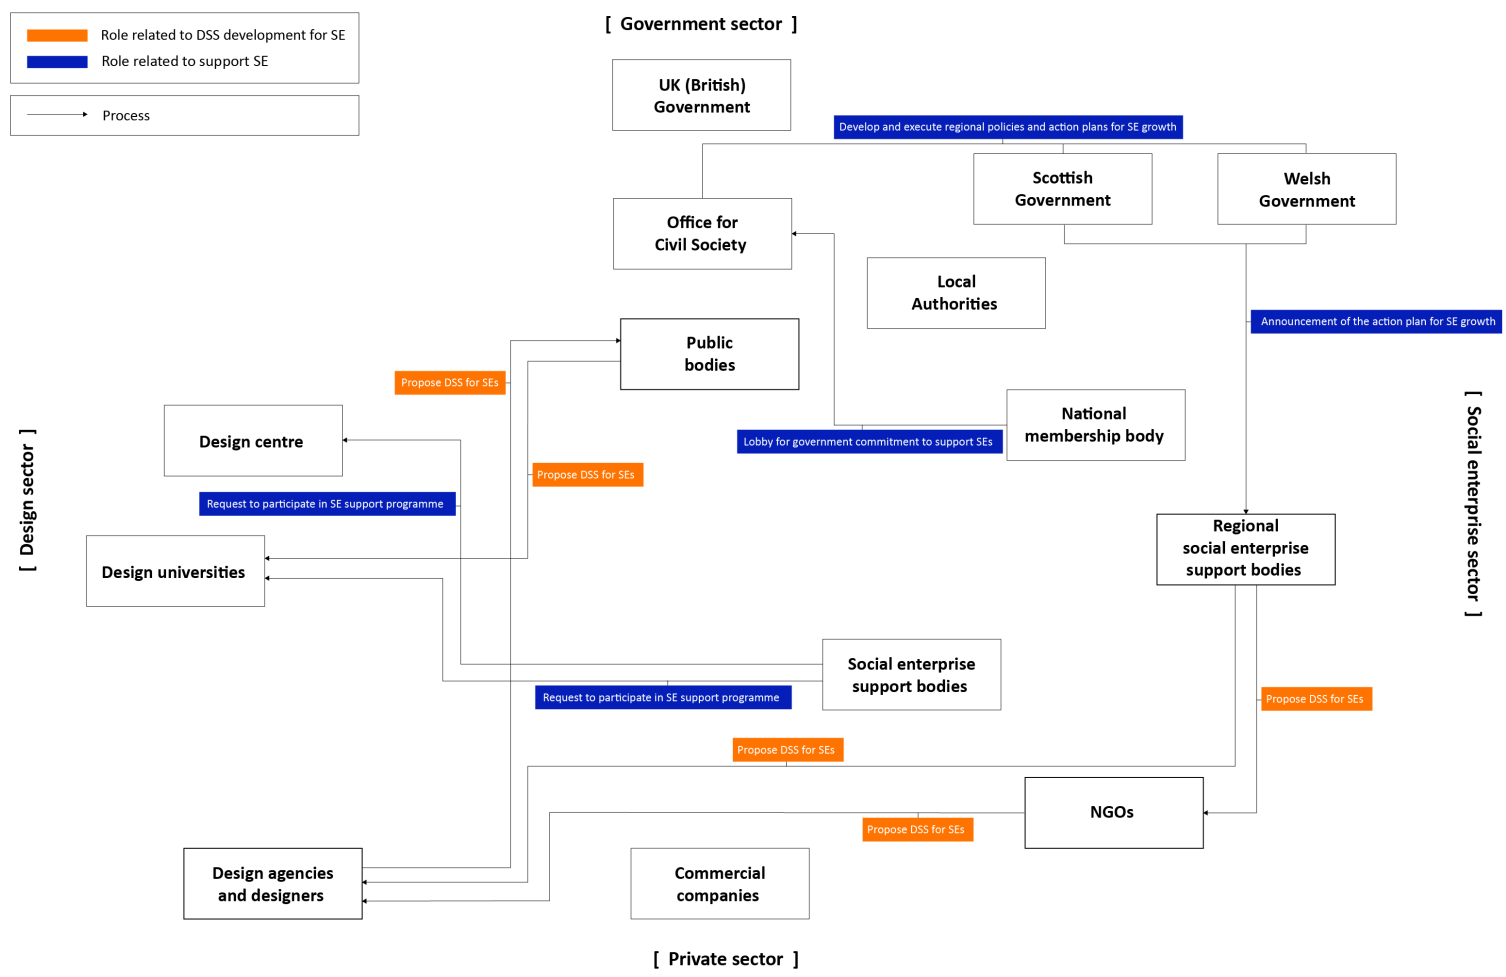 [ Government sector ]
Role related to DSS development for SE
Role related to support SE
Process
UK (British)
Government
Develop and execute regional policies and action plans for SE growth
Scottish
Government
Welsh
Government
Office for
Civil Society
Local
Authorities
Announcement of the action plan for SE growth
Public
bodies
Propose DSS for SEs
National
membership body
Design centre
Lobby for government commitment to support SEs
[ Design sector ]
[ Social enterprise sector ]
Propose DSS for SEs
Request to participate in SE support programme
Regional
social enterprise
support bodies
Design universities
Social enterprise
support bodies
Request to participate in SE support programme
Propose DSS for SEs
Propose DSS for SEs
NGOs
Propose DSS for SEs
Design agencies
and designers
Commercial
companies
[ Private sector ]